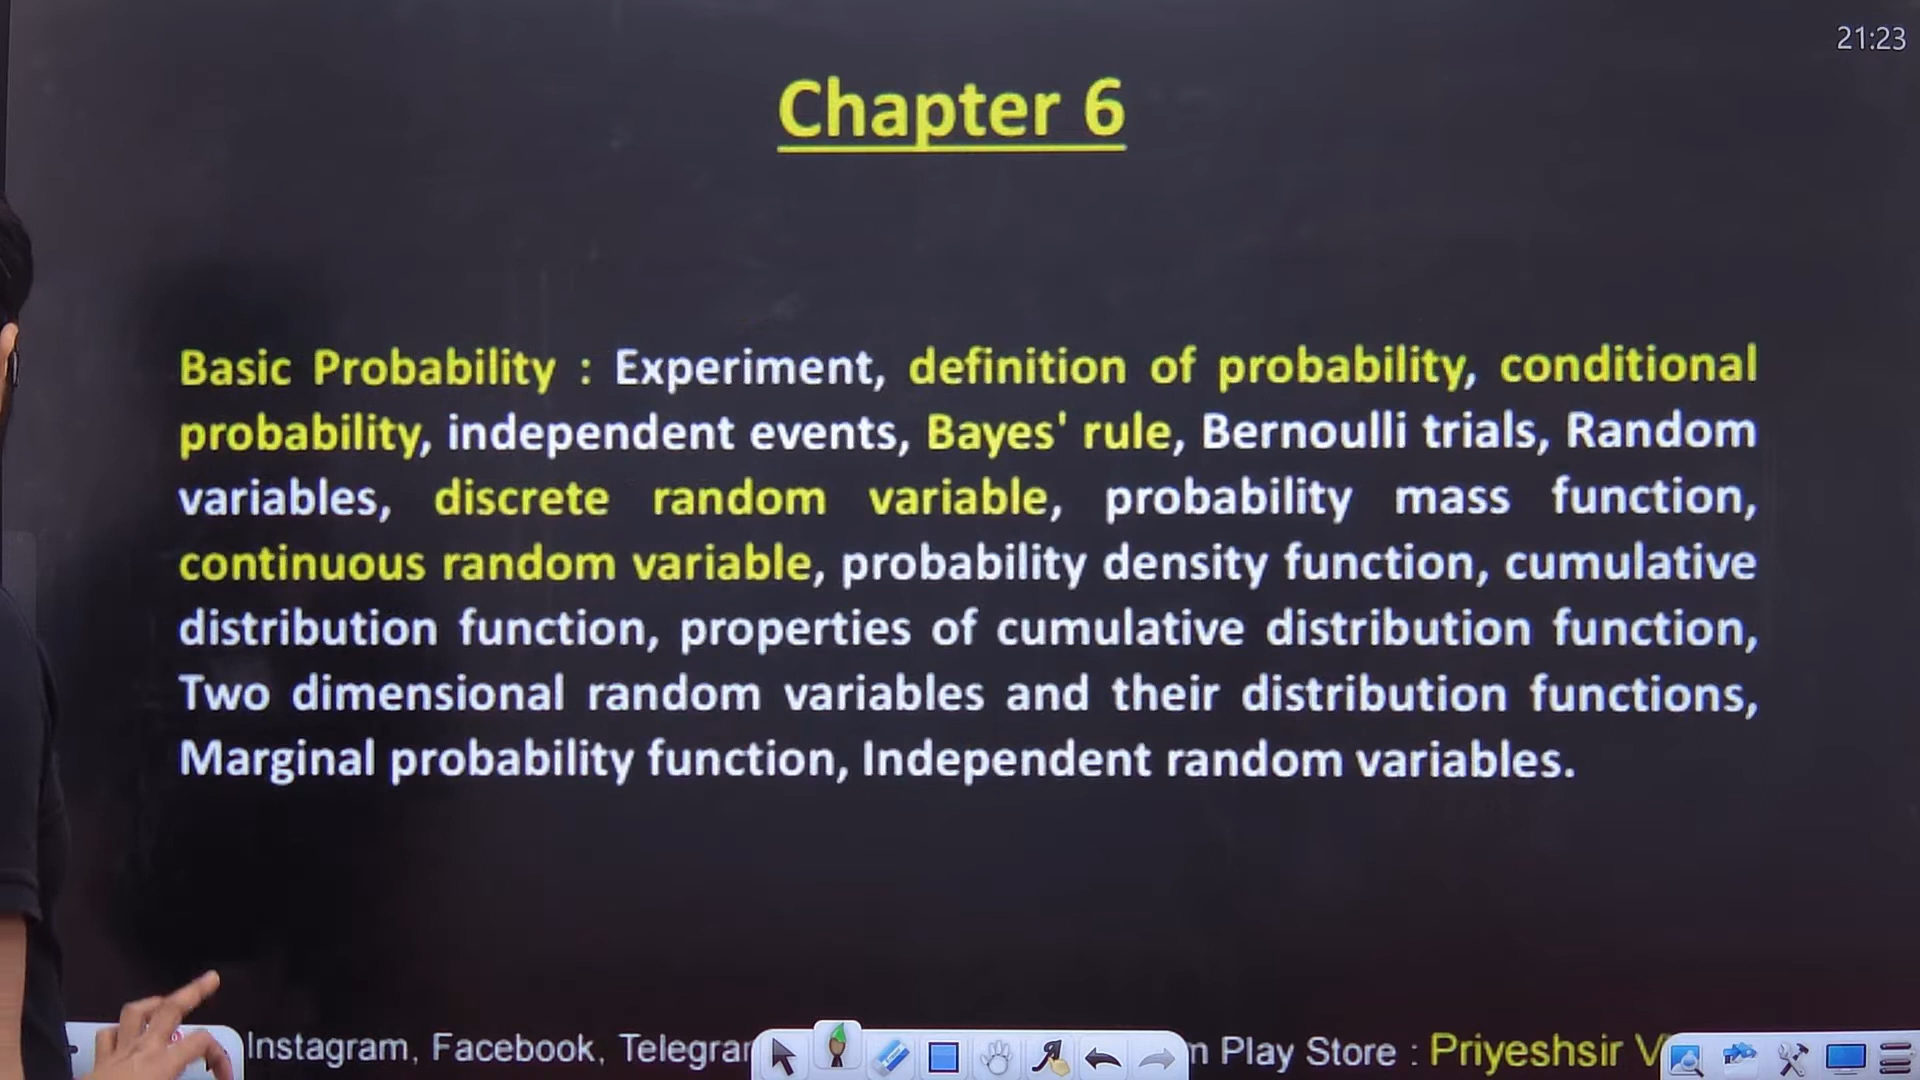 21:23
Chapter 6
Basic Probability : Experiment, definition of probability, conditional
probability, independent events, Bayes' rule, Bernoulli trials, Random
variables, discrete random variable, probability mass function,
continuous random variable, probability density function, cumulative
distribution function, properties of cumulative distribution function,
Two dimensional random variables and their distribution functions,
Marginal probability function, Independent random variables.
Instagram, Facebook, Play Store : Priyeshsir